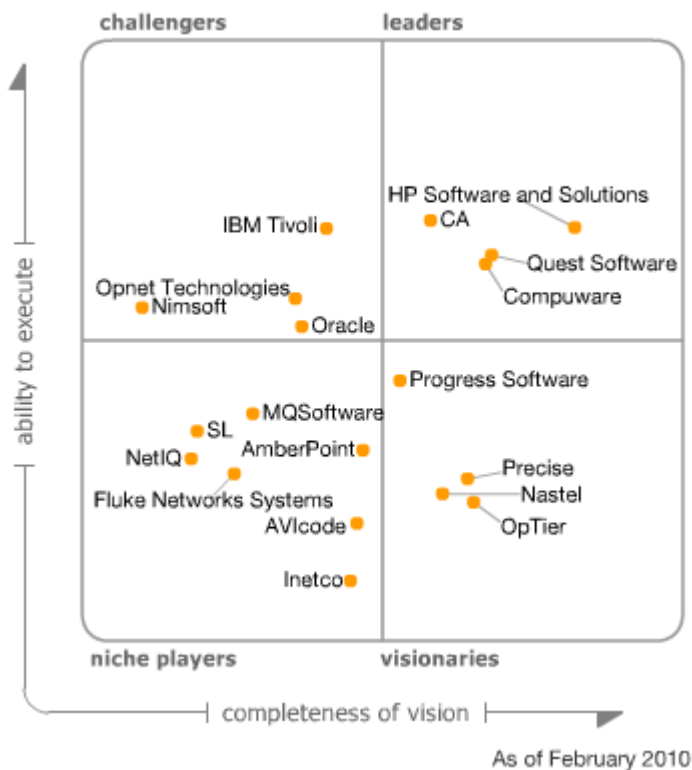 challengers
leaders
HP Software and Solutions
IBM Tivoli
CA
Quest Software
Opnet Technologies
Compuware
Nimsoft
Oracle
ability to execute
Progress Software
MQSoftware
SL
AmberPoint
NetIQ
Precise
Fluke Networks Systems
Nastel
AVIcode
OpTier
Inetco
niche players
visionaries
completeness of vision
As of February 2010